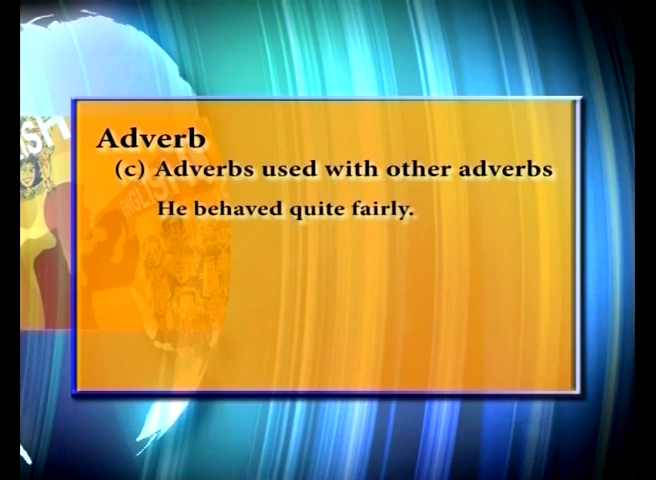 Adverb
(c) Adverbs used with other adverbs
He behaved quite fairly.